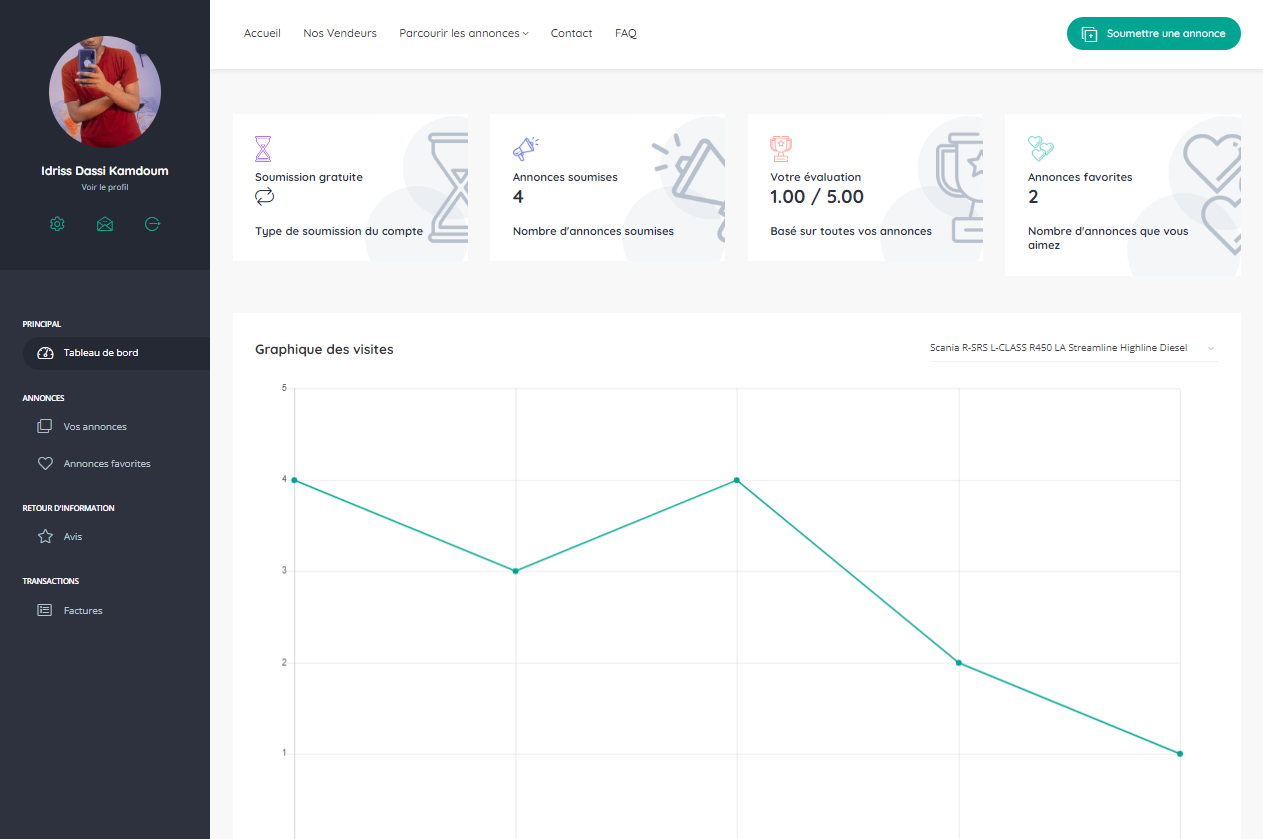 Idriss Dassi Kamdoum
Voir le profil
PRINCIPAL
Tableau de bord
ANNONCES
Vos annonces
Annonces favorites
RETOUR D'INFORMATION
Avis
TRANSACTIONS
Factures
Accueil Nos Vendeurs Parcourir les annonces Contact FAQ
Soumettre une annonce
Soumission gratuite
Type de soumission du compte
Annonces soumises
4
Nombre d'annonces soumises
Votre évaluation
1.00 / 5.00
Basé sur toutes vos annonces
Annonces favorites
2
Nombre d'annonces que vous
aimez
Graphique des visites
Scania R-SRS L-CLASS R450 LA Streamline Highline Diesel
5
4
3
2
1